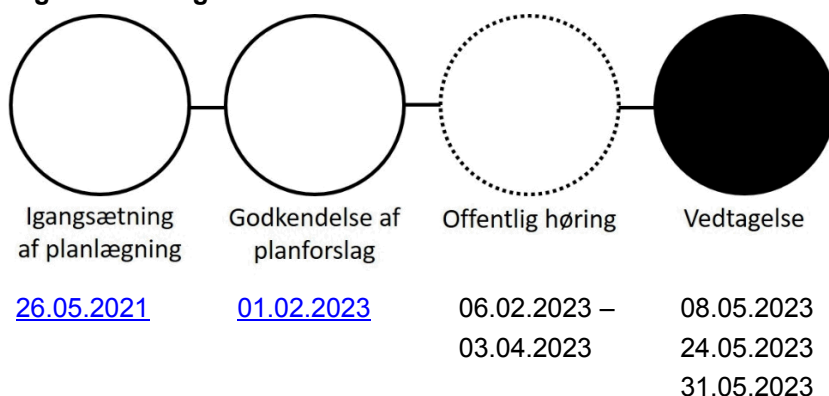 Igangsætning
af planlægning
Godkendelse af
planforslag
Offentlig høring
Vedtagelse
26.05.2021
01.02.2023
06.02.2023 –
03.04.2023
08.05.2023
24.05.2023
31.05.2023